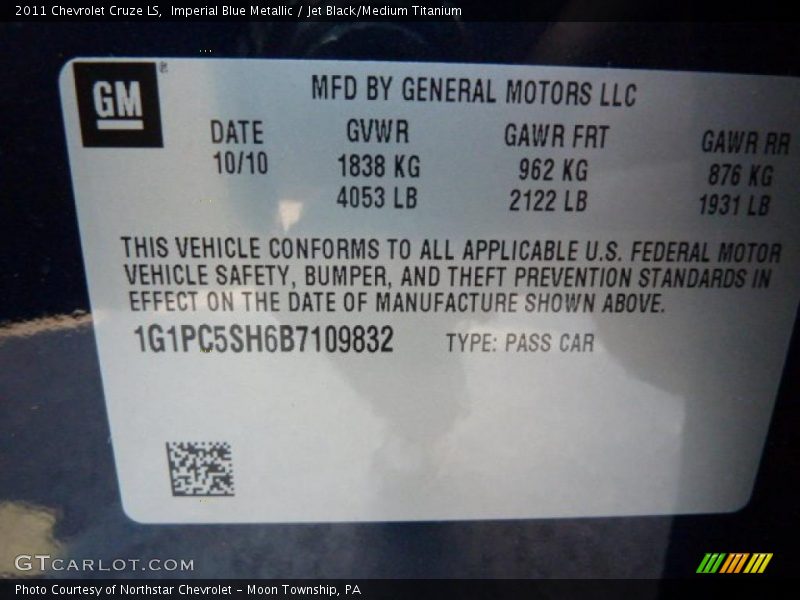 2011 Chevrolet Cruze LS, Imperial Blue Metallic / Jet Black/Medium Titanium
GM
MFD BY GENERAL MOTORS LLC
DATE GVWR GAWR FRT GAWR RR
10/10 1838 KG 962 KG 876 KG
4053 LB 2122 LB 1931 LB
THIS VEHICLE CONFORMS TO ALL APPLICABLE U.S. FEDERAL MOTOR
VEHICLE SAFETY, BUMPER, AND THEFT PREVENTION STANDARDS IN
EFFECT ON THE DATE OF MANUFACTURE SHOWN ABOVE.
1G1PC5SH6B7109832 TYPE: PASS CAR
GTCARLOT.COM
Photo Courtesy of Northstar Chevrolet - Moon Township, PA